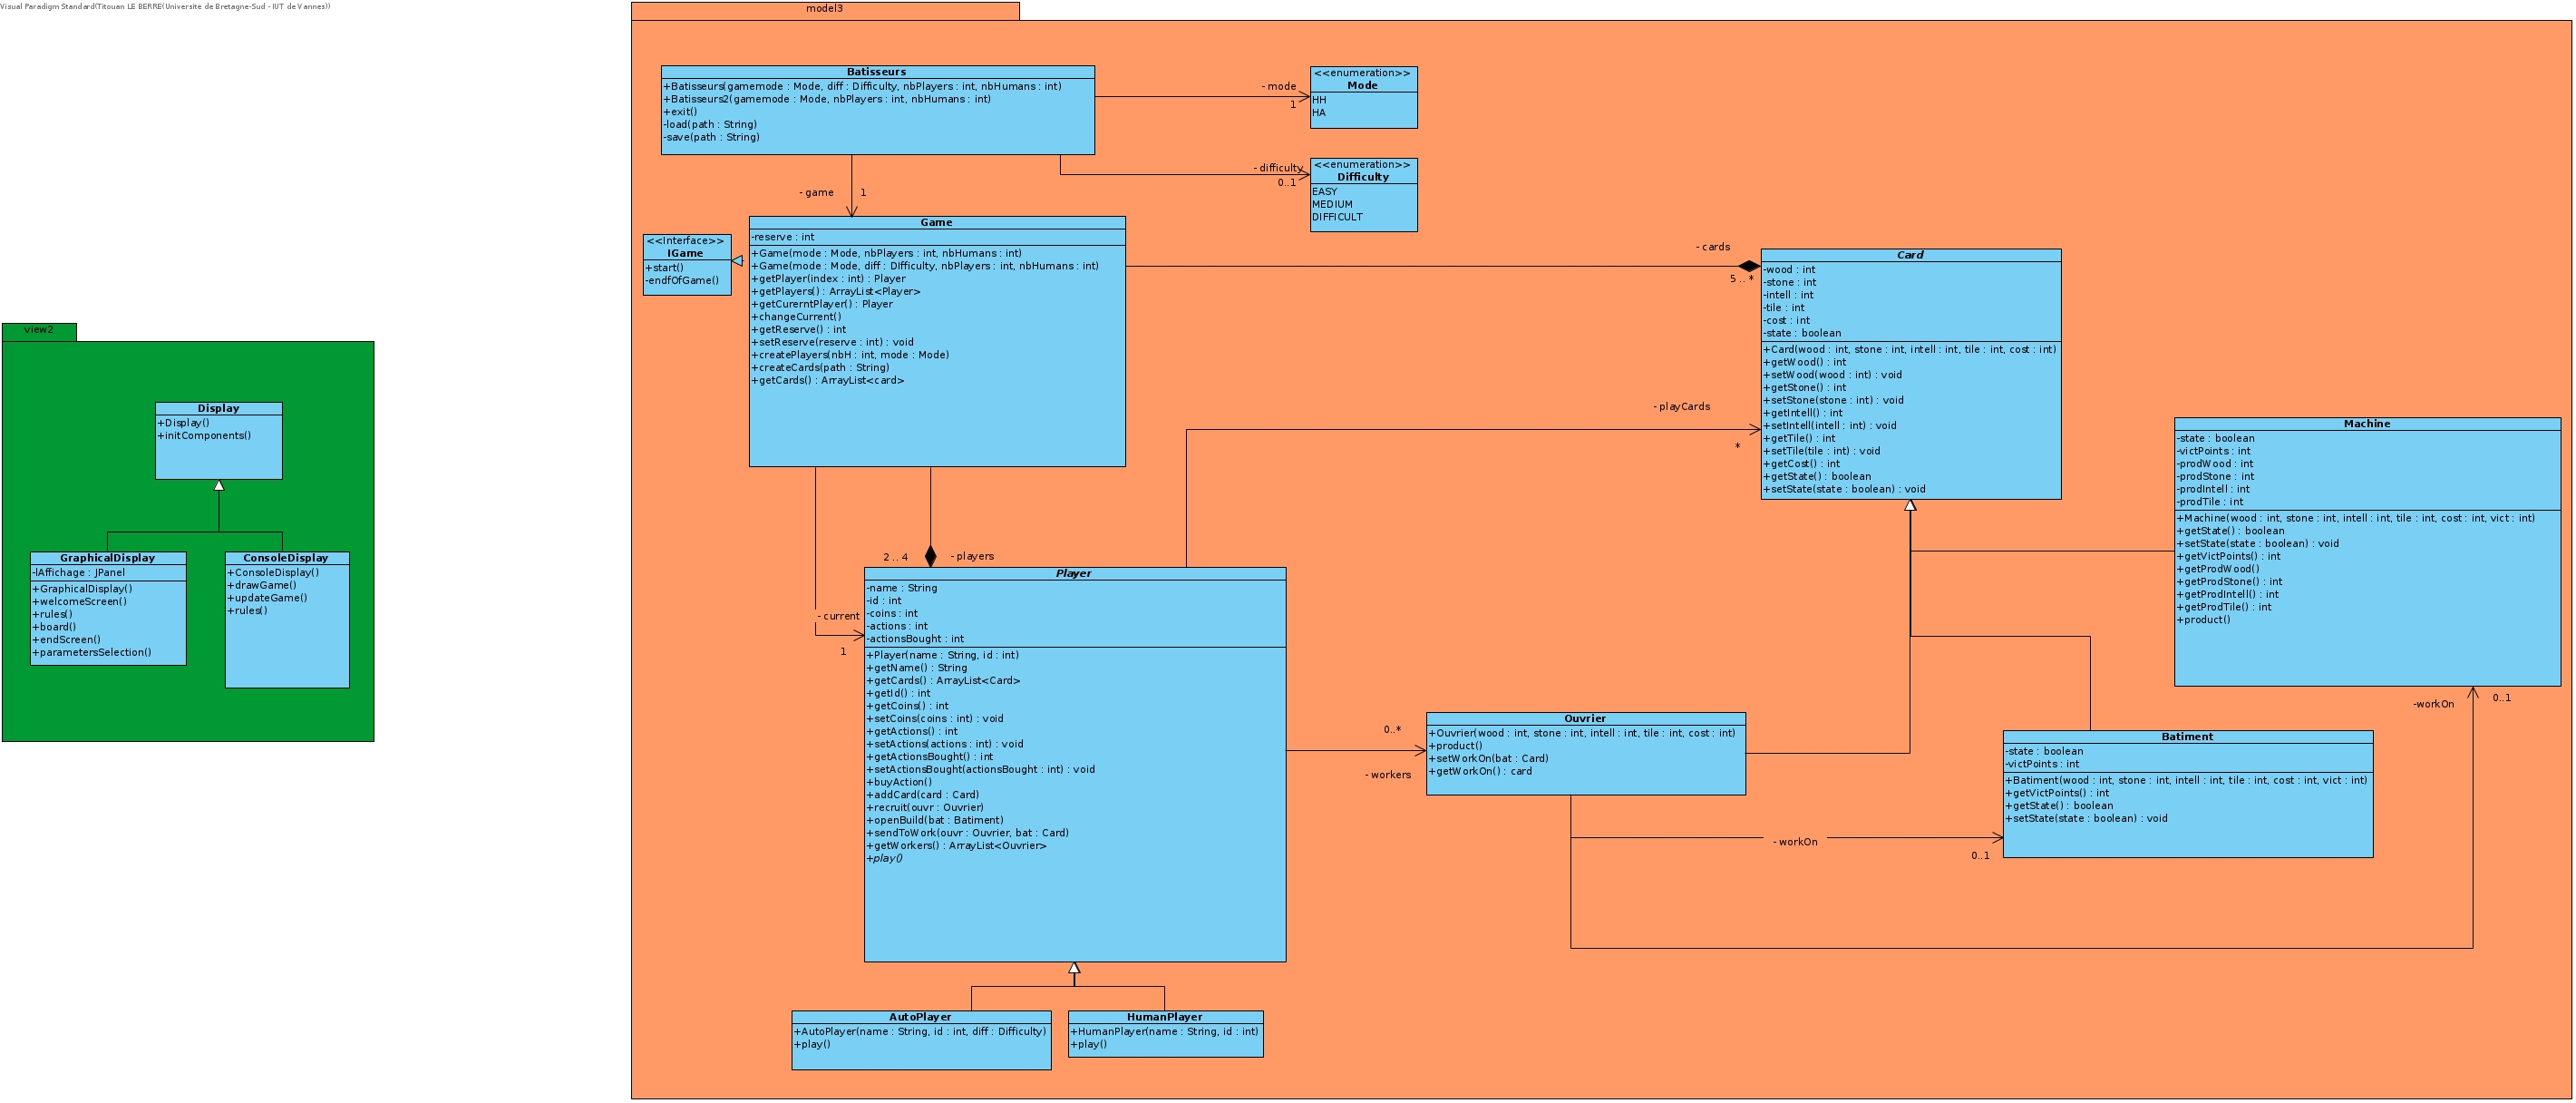 Visual Paradigm Standard(Titouan LE BERRE(Université de Bretagne-Sud - IUT de Vannes))
view2
Display
+Display()
+initComponents()
GraphicalDisplay
-lAffichage : JPanel
+GraphicalDisplay()
+welcomeScreen()
+rules()
+board()
+endScreen()
+parametersSelection()
ConsoleDisplay
+ConsoleDisplay()
+drawGame()
+updateGame()
+rules()
model3
Batisseurs
+Batisseurs(gamemode : Mode, diff : Difficulty, nbPlayers : int, nbHumans : int)
+Batisseurs2(gamemode : Mode, nbPlayers : int, nbHumans : int)
+exit()
-load(path : String)
-save(path : String)
- mode
1
<<enumeration>>
Mode
HH
HA
- difficulty
0..1
<<enumeration>>
Difficulty
EASY
MEDIUM
DIFFICULT
- game
1
<<Interface>>
IGame
+start()
-endfOfGame()
Game
-reserve : int
+Game(mode : Mode, nbPlayers : int, nbHumans : int)
+Game(mode : Mode, diff : DIfficulty, nbPlayers : int, nbHumans : int)
+getPlayer(index : int) : Player
+getPlayers() : ArrayList<Player>
+getCurerntPlayer() : Player
+changeCurrent()
+getReserve() : int
+setReserve(reserve : int) : void
+createPlayers(nbH : int, mode : Mode)
+createCards(path : String)
+getCards() : ArrayList<card>
- cards
5 .. *
Card
-wood : int
-stone : int
-intell : int
-tile : int
-cost : int
-state : boolean
+Card(wood : int, stone : int, intell : int, tile : int, cost : int)
+getWood() : int
+setWood(wood : int) : void
+getStone() : int
+setStone(stone : int) : void
+getIntell() : int
+setIntell(intell : int) : void
+getTile() : int
+setTile(tile : int) : void
+getCost() : int
+getState() : boolean
+setState(state : boolean) : void
- playCards
*
Machine
-state : boolean
-victPoints : int
-prodWood : int
-prodStone : int
-prodIntell : int
-prodTile : int
+Machine(wood : int, stone : int, intell : int, tile : int, cost : int, vict : int)
+getState() : boolean
+setState(state : boolean) : void
+getVictPoints() : int
+getProdWood()
+getProdStone() : int
+getProdIntell() : int
+getProdTile() : int
+product()
2 .. 4
- players
- current
1
Player
-name : String
-id : int
-coins : int
-actions : int
-actionsBought : int
+Player(name : String, id : int)
+getName() : String
+getCards() : ArrayList<Card>
+getId() : int
+getCoins() : int
+setCoins(coins : int) : void
+getActions() : int
+setActions(actions : int) : void
+getActionsBought() : int
+setActionsBought(actionsBought : int) : void
+buyAction()
+addCard(card : Card)
+recruit(ouvr : Ouvrier)
+openBuild(bat : Batiment)
+sendToWork(ouvr : Ouvrier, bat : Card)
+getWorkers() : ArrayList<Ouvrier>
+play()
0..*
- workers
Ouvrier
+Ouvrier(wood : int, stone : int, intell : int, tile : int, cost : int)
+product()
+setWorkOn(bat : Card)
+getWorkOn() : card
-workOn
0..1
Batiment
-state : boolean
-victPoints : int
+Batiment(wood : int, stone : int, intell : int, tile : int, cost : int, vict : int)
+getVictPoints() : int
+getState() : boolean
+setState(state : boolean) : void
- workOn
0..1
AutoPlayer
+AutoPlayer(name : String, id : int, diff : Difficulty)
+play()
HumanPlayer
+HumanPlayer(name : String, id : int)
+play()